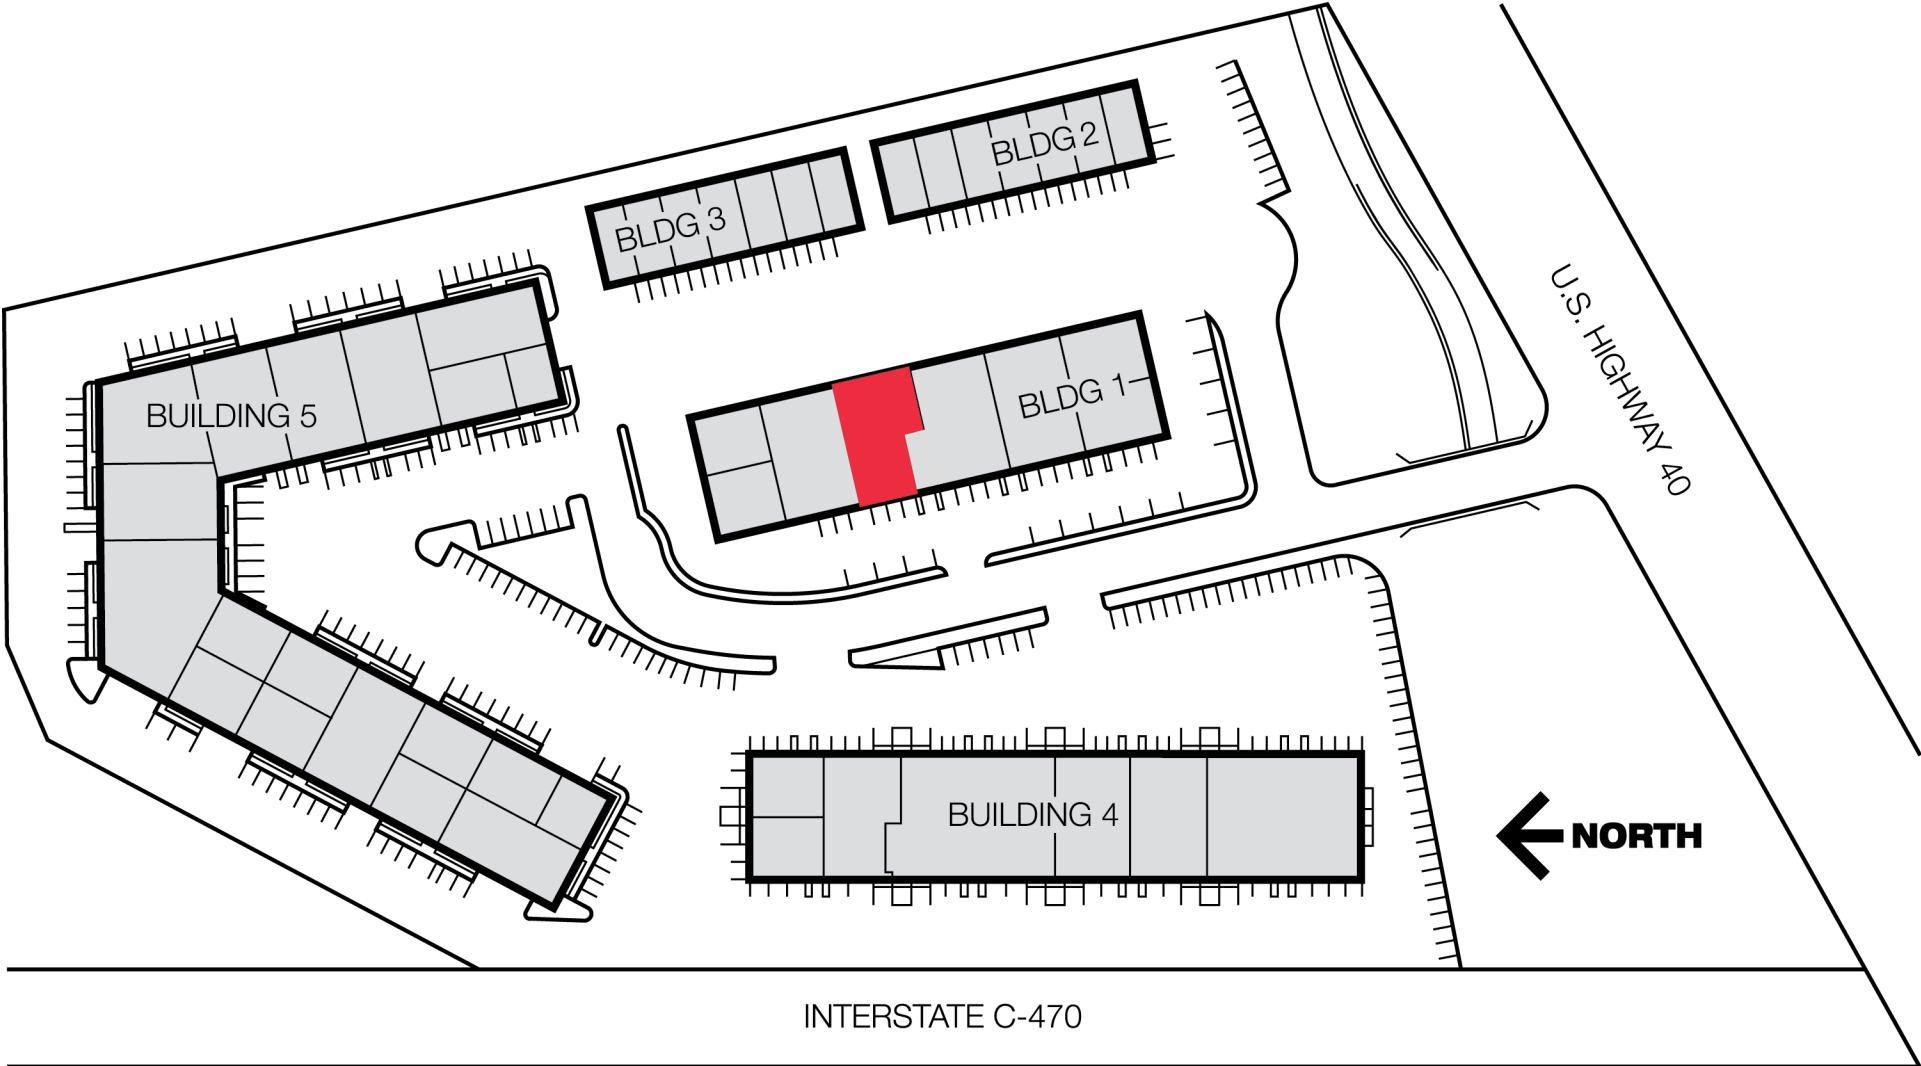 BLDG 2
BLDG 3
U.S. HIGHWAY 40
BLDG 1
BUILDING 5
BUILDING 4
NORTH
INTERSTATE C-470